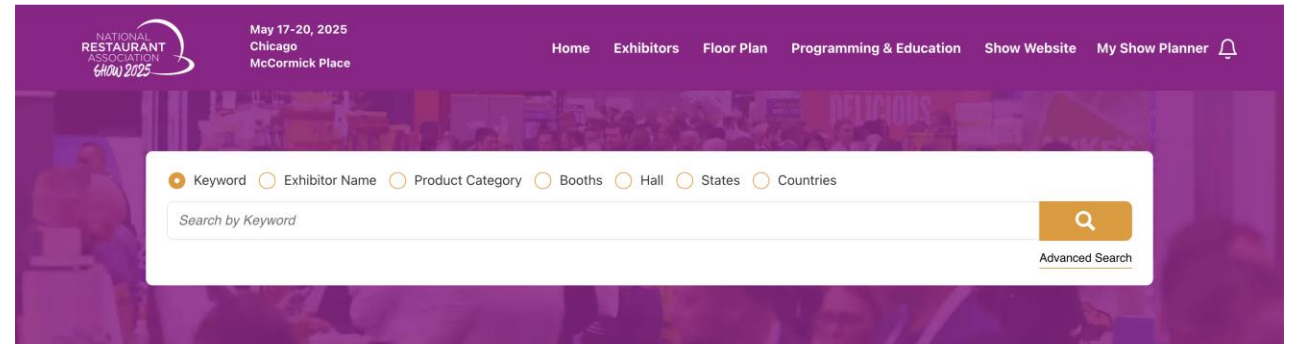 NATIONAL
RESTAURANT
ASSOCIATION
SHOW 2025
May 17-20, 2025
Chicago
McCormick Place
Home Exhibitors Floor Plan Programming & Education Show Website My Show Planner
DELICIOUS
Keyword Exhibitor Name Product Category Booths Hall States Countries
Search by Keyword
Advanced Search